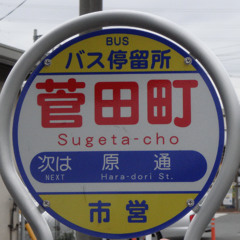 BUS
バス停留所
菅田町
Sugeta-cho
次は 原通
NEXT Hara-dori St.
市営